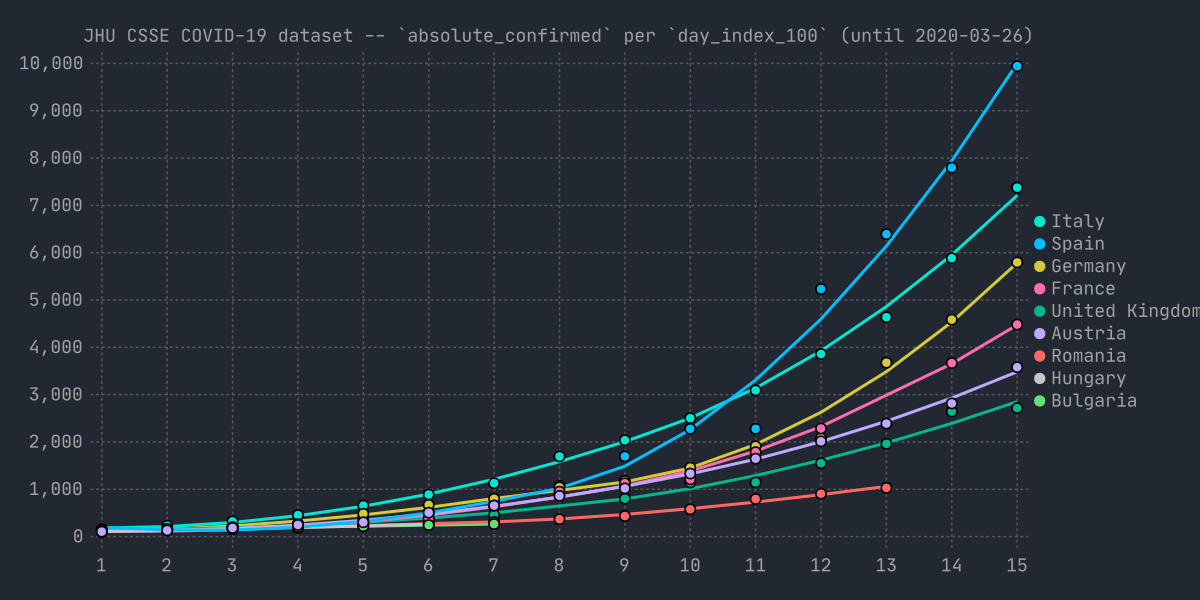 JHU CSSE COVID-19 dataset -- `absolute_confirmed` per `day_index_100` (until 2020-03-26)
10,000
9,000
8,000
7,000
6,000
5,000
4,000
3,000
2,000
1,000
0
1 2 3 4 5 6 7 8 9 10 11 12 13 14 15
Italy
Spain
Germany
France
United Kingdom
Austria
Romania
Hungary
Bulgaria